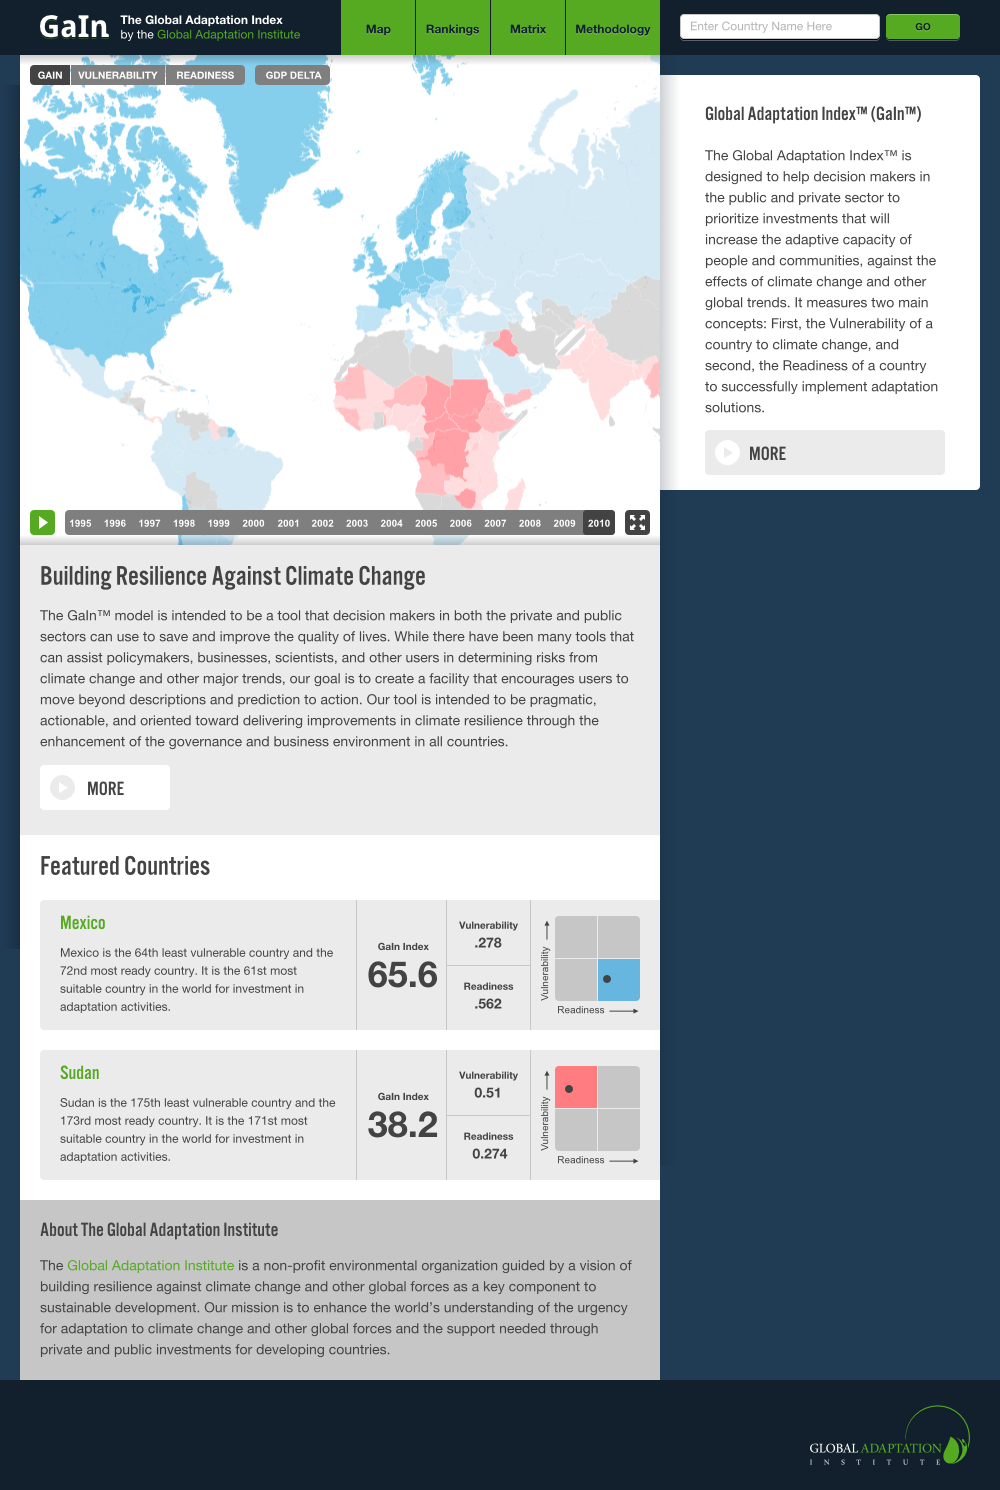 GaIn
The Global Adaptation Index
by the Global Adaptation Institute
Map
Rankings
Matrix
Methodology
Enter Counttry Name Here
GO
GAIN
VULNERABILITY
READINESS
GDP DELTA
1995 1996 1997 1998 1999 2000 2001 2002 2003 2004 2005 2006 2007 2008 2009 2010
Global Adaptation Index™ (GaIn™)
The Global Adaptation Index™ is
designed to help decision makers in
the public and private sector to
prioritize investments that will
increase the adaptive capacity of
people and communities, against the
effects of climate change and other
global trends. It measures two main
concepts: First, the Vulnerability of a
country to climate change, and
second, the Readiness of a country
to successfully implement adaptation
solutions.
MORE
Building Resilience Against Climate Change
The GaIn™ model is intended to be a tool that decision makers in both the private and public
sectors can use to save and improve the quality of lives. While there have been many tools that
can assist policymakers, businesses, scientists, and other users in determining risks from
climate change and other major trends, our goal is to create a facility that encourages users to
move beyond descriptions and prediction to action. Our tool is intended to be pragmatic,
actionable, and oriented toward delivering improvements in climate resilience through the
enhancement of the governance and business environment in all countries.
MORE
Featured Countries
Mexico
Mexico is the 64th least vulnerable country and the
72nd most ready country. It is the 61st most
suitable country in the world for investment in
adaptation activities.
GaIn Index
65.6
Vulnerability
.278
Readiness
.562
Vulnerability
Readiness
Sudan
Sudan is the 175th least vulnerable country and the
173rd most ready country. It is the 171st most
suitable country in the world for investment in
adaptation activities.
GaIn Index
38.2
Vulnerability
0.51
Readiness
0.274
Vulnerability
Readiness
About The Global Adaptation Institute
The Global Adaptation Institute is a non-profit environmental organization guided by a vision of
building resilience against climate change and other global forces as a key component to
sustainable development. Our mission is to enhance the world's understanding of the urgency
for adaptation to climate change and other global forces and the support needed through
private and public investments for developing countries.
GLOBAL ADAPTATION
INSTITUTE